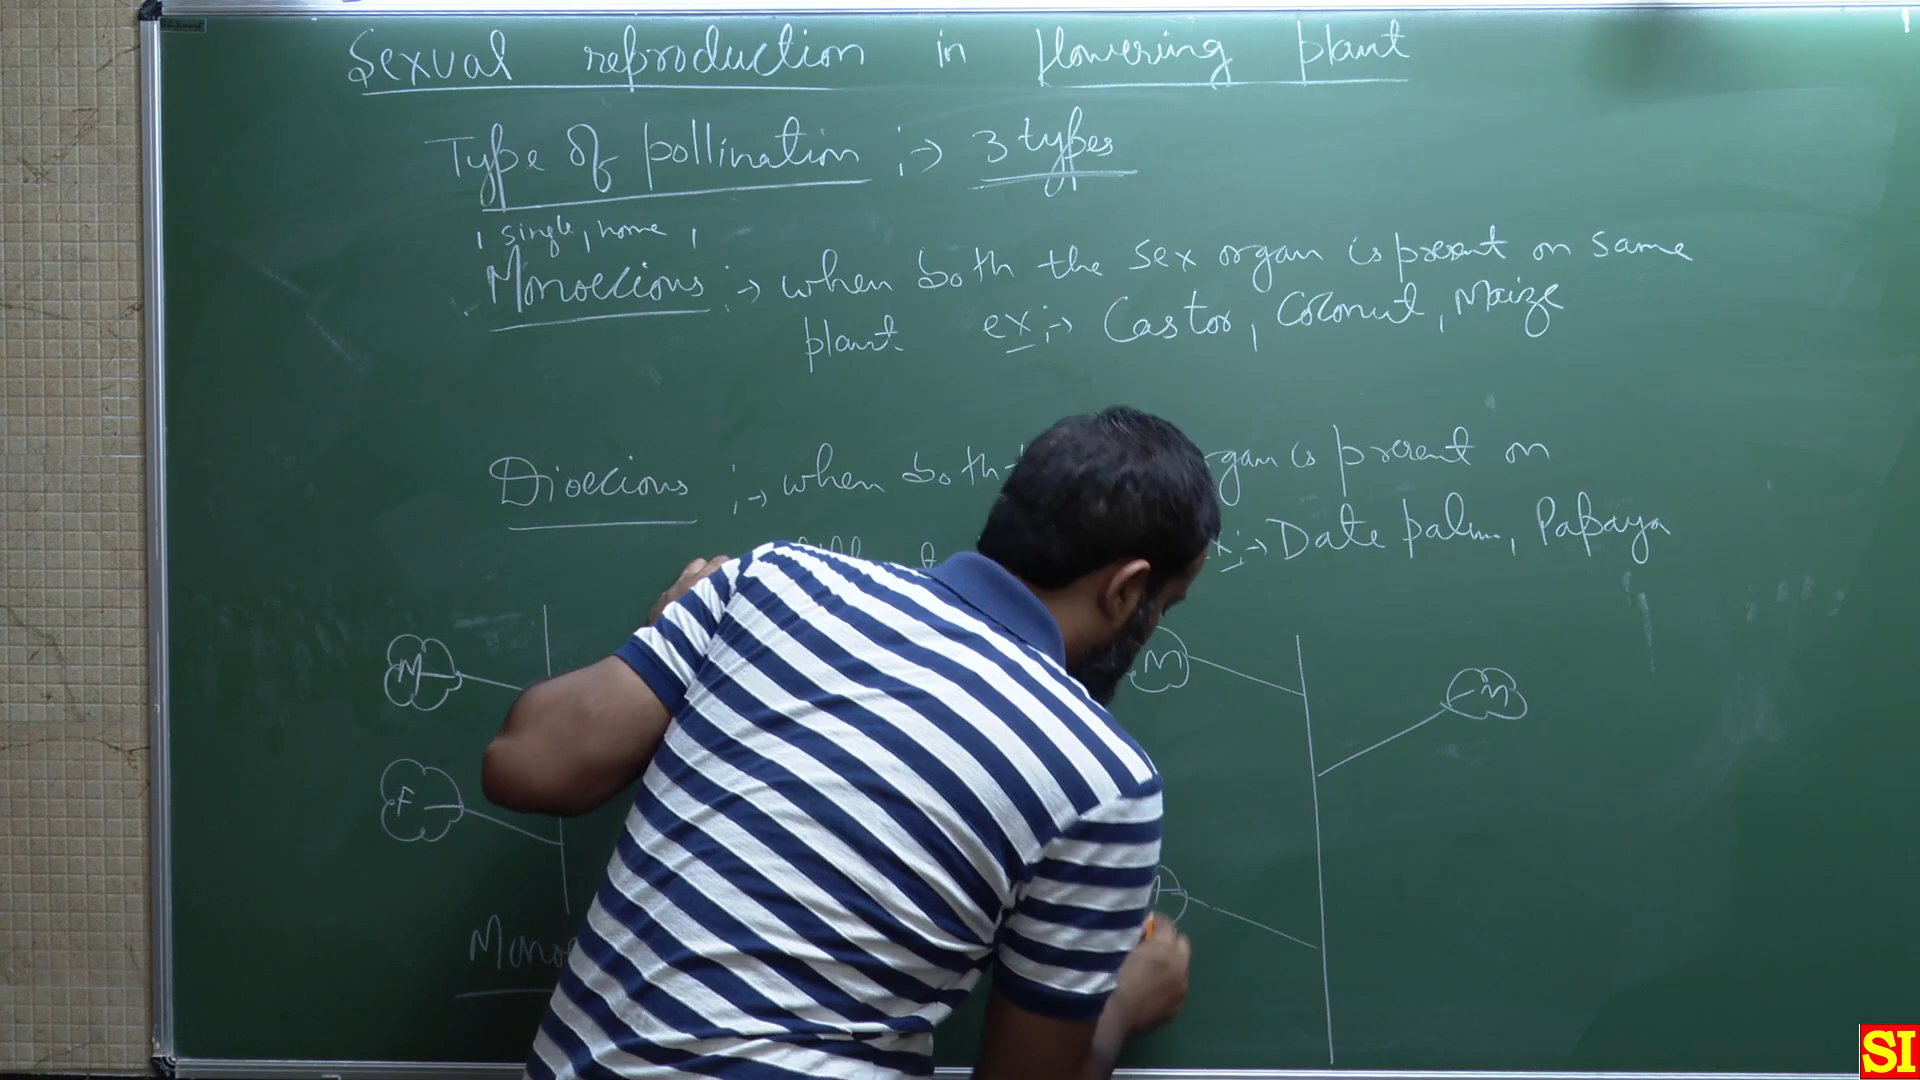 Sexual reproduction in flowering plant
Type of pollination :→ 3 types
, single, home ,
Monoecious :→ when both the sex organ is present on same
plant ex :→ Castor, Coconut, Maize
Dioecious :→ when both organ is present on
:→ Date palm, Papaya
M
M
M
F
SI